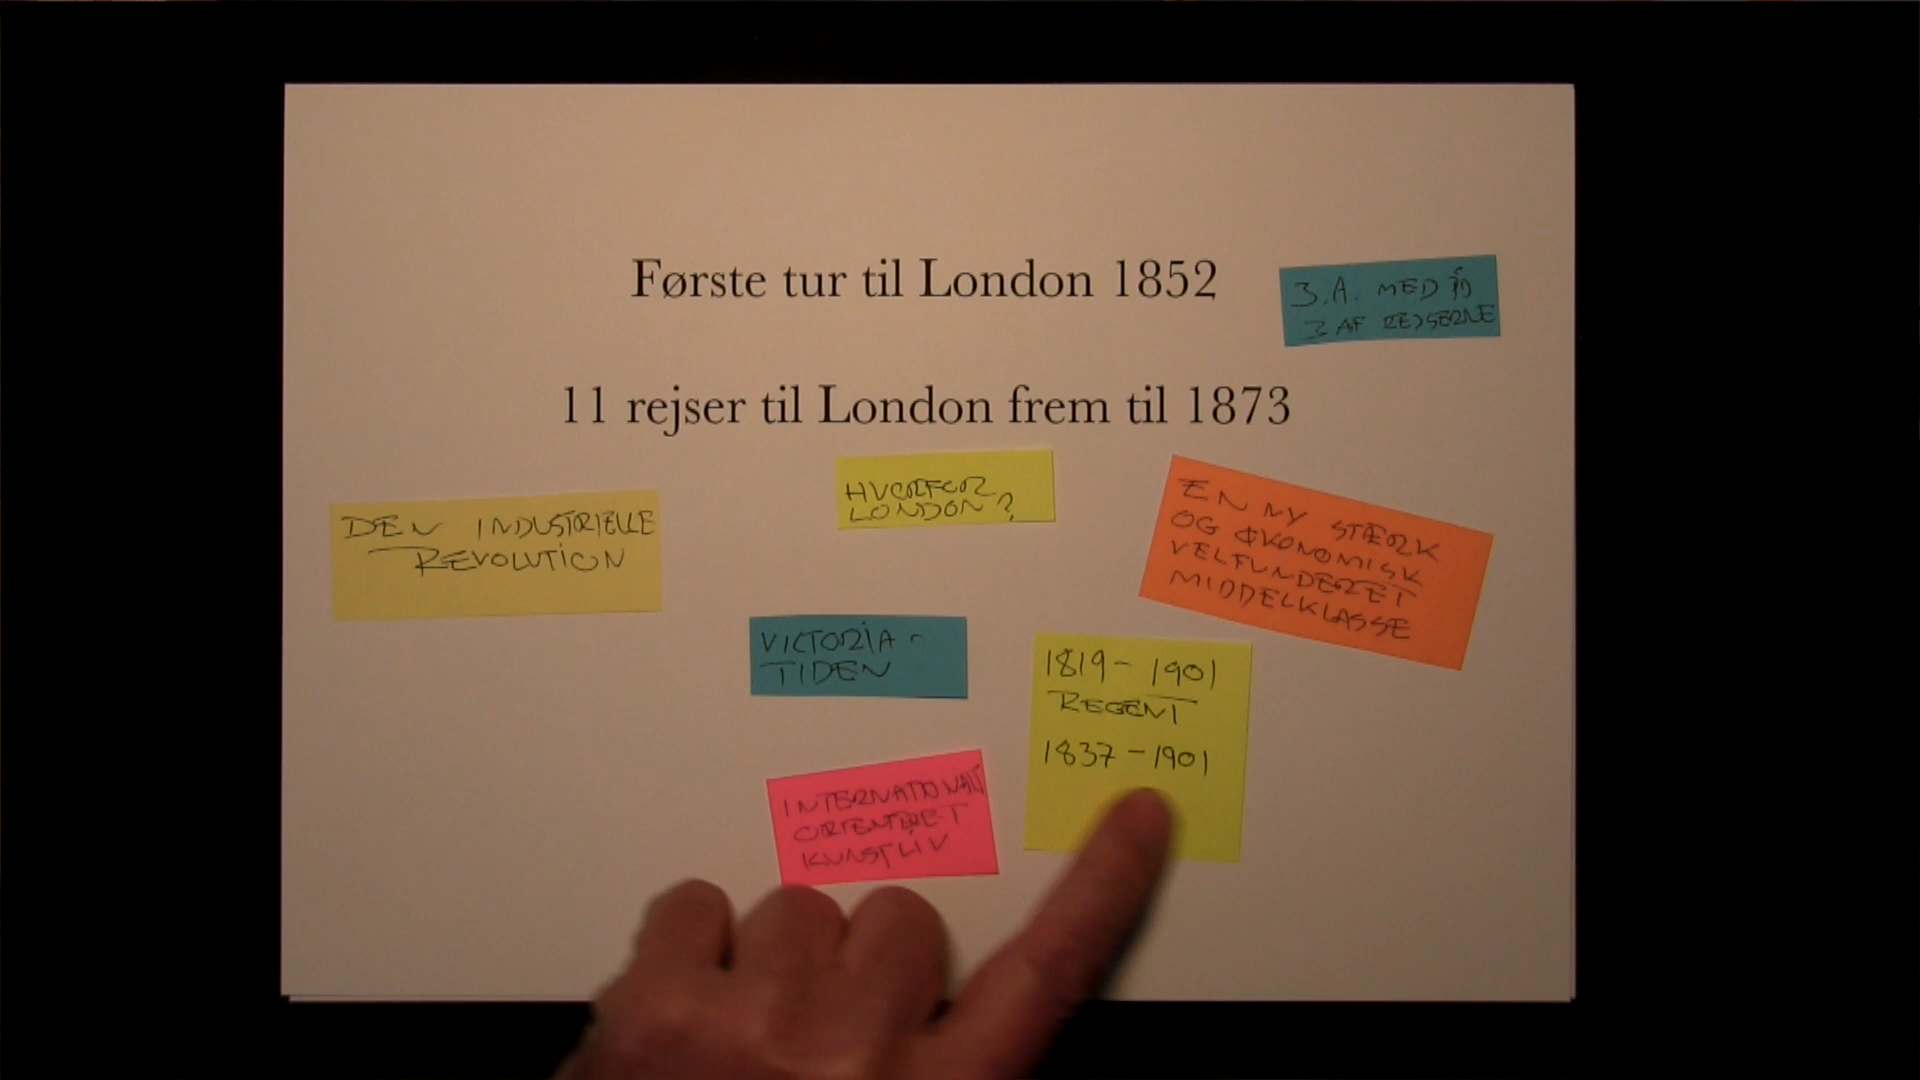 Første tur til London 1852
3.A. MED PÅ
3 AF REJSERNE
11 rejser til London frem til 1873
HVORFOR
LONDON?
DEN INDUSTRIELLE
REVOLUTION
EN NY STÆRK
OG ØKONOMISK
VELFUNDERET
MIDDELKLASSE
VICTORIA-
TIDEN
1819-1901
REGENT
1837-1901
INTERNATIONALT
ORIENTERET
KUNSTLIV